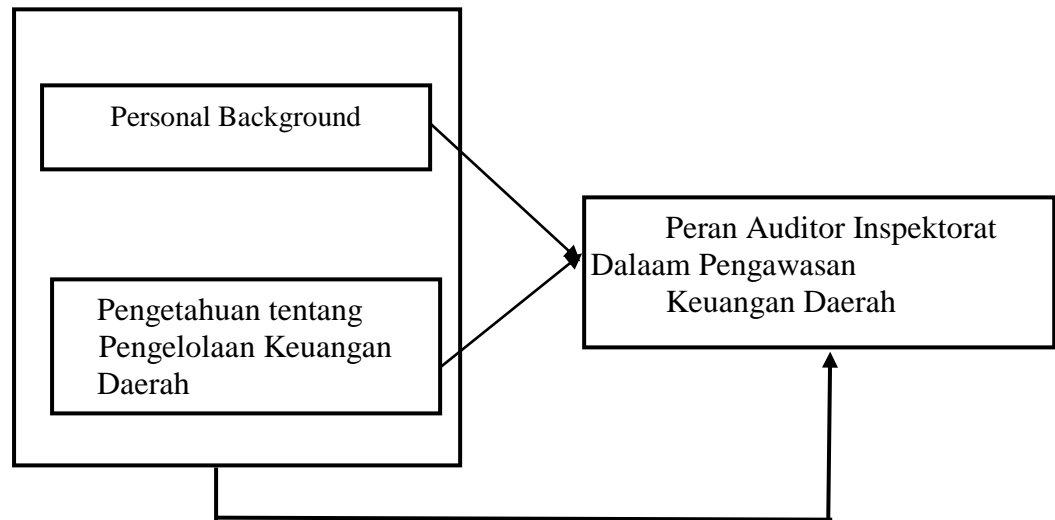 Personal Background
Pengetahuan tentang
Pengelolaan Keuangan
Daerah
Peran Auditor Inspektorat
Dalaam Pengawasan
Keuangan Daerah